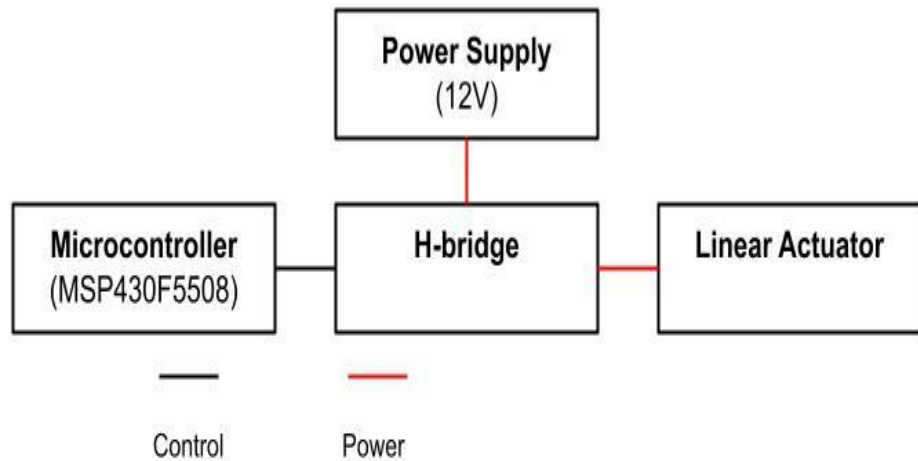 Power Supply
(12V)
Microcontroller
(MSP430F5508)
H-bridge
Linear Actuator
Control
Power